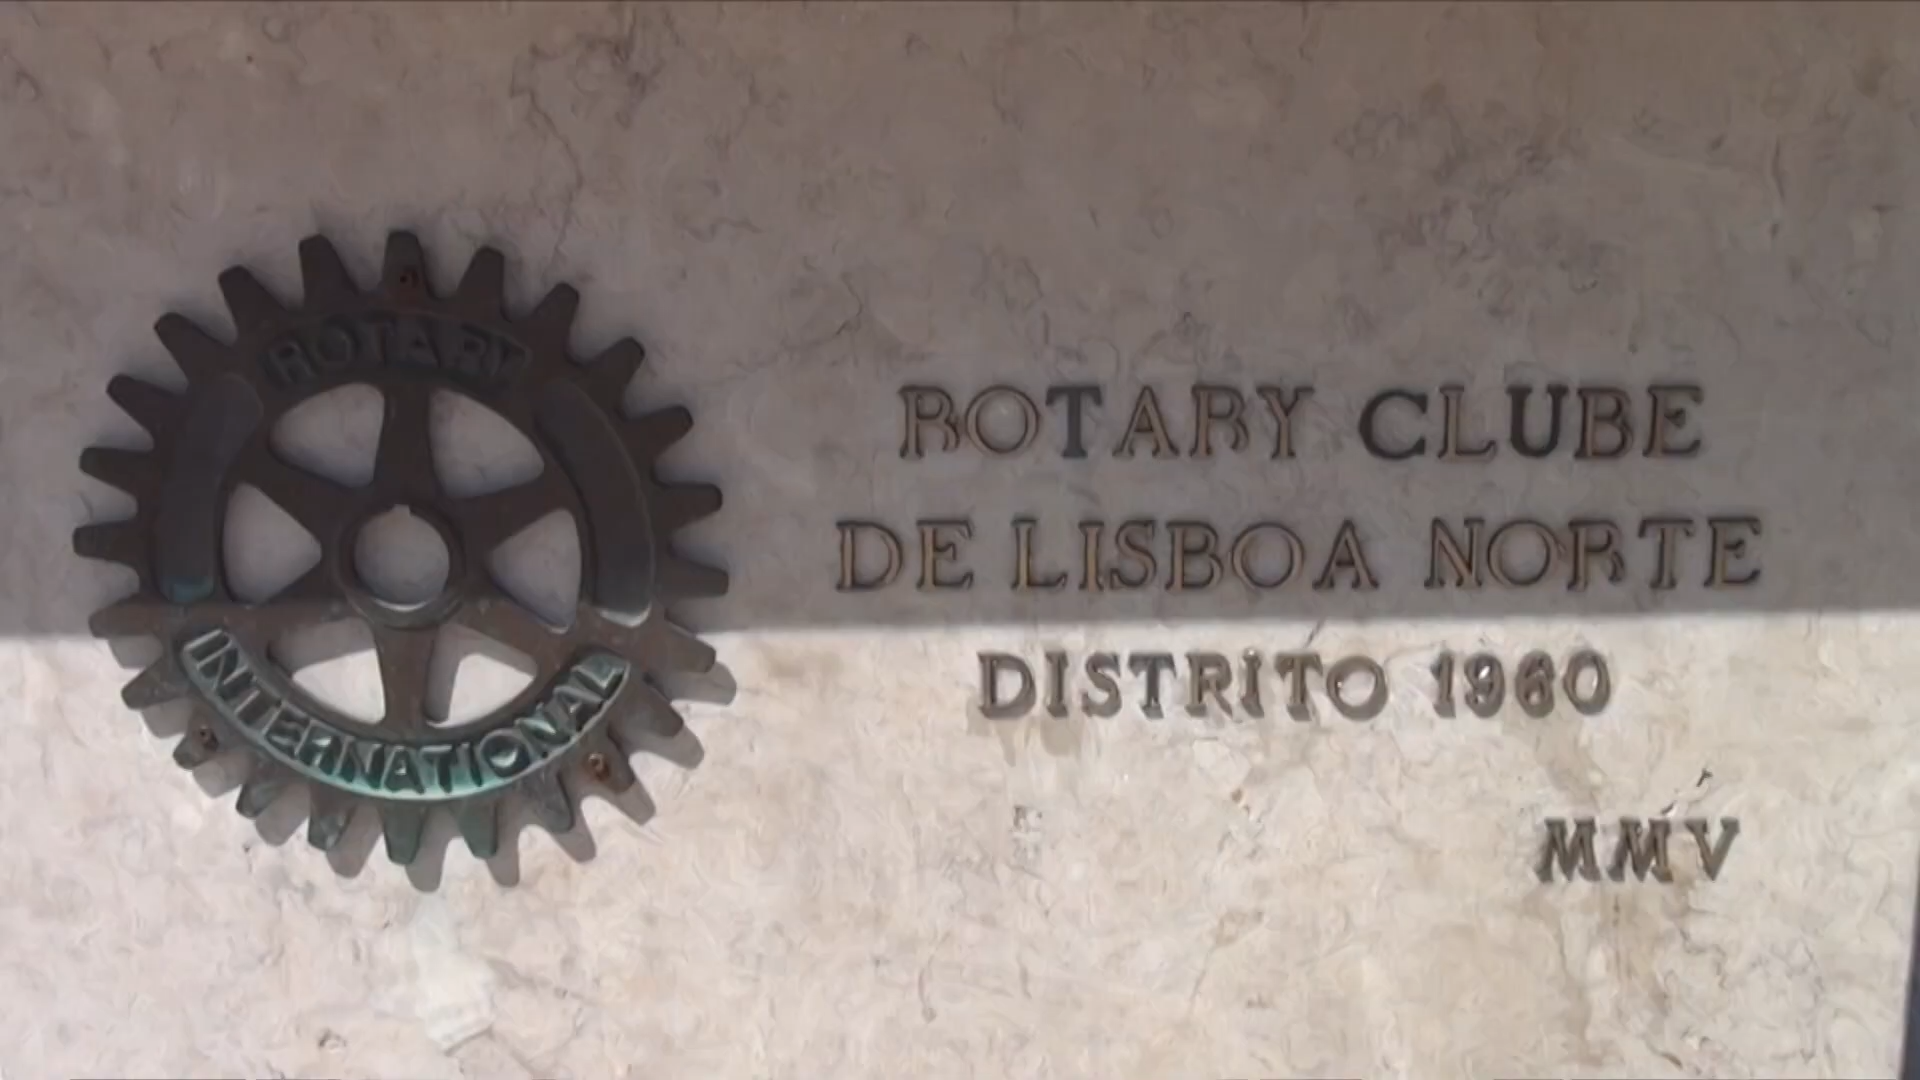 ROTARY
INTERNATIONAL
ROTARY CLUBE
DE LISBOA NORTE
DISTRITO 1960
MMV